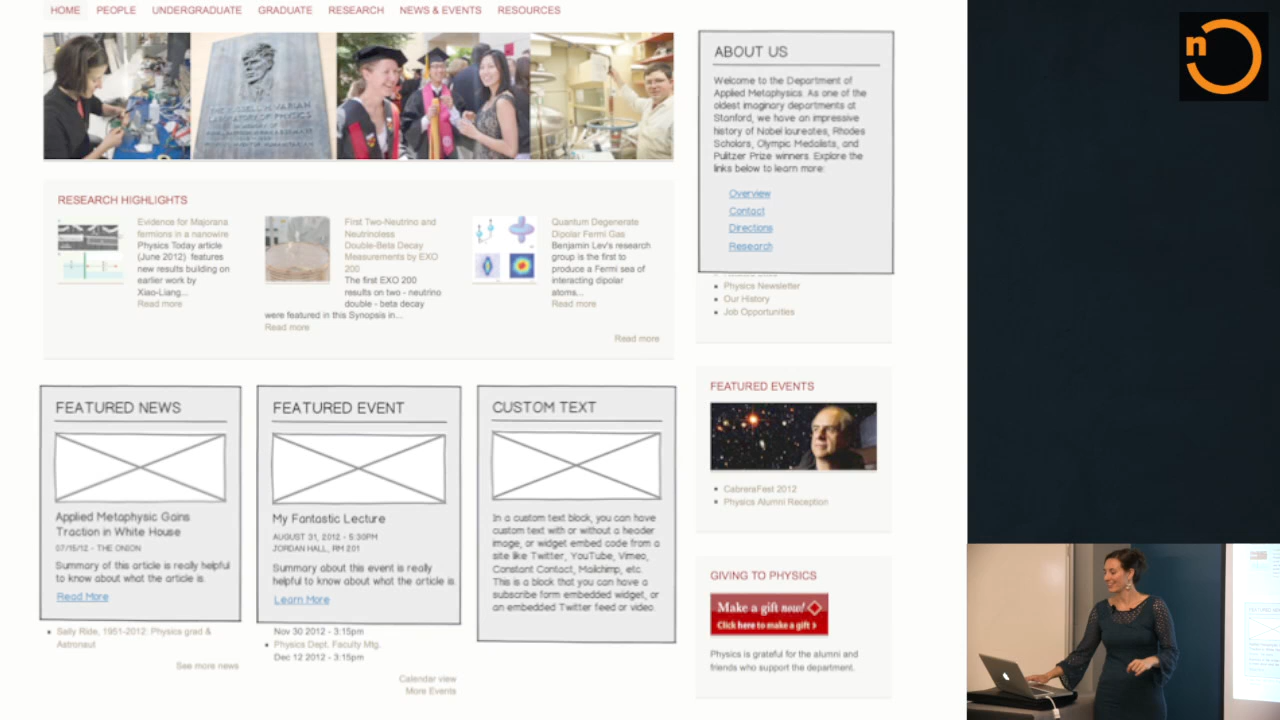 HOME PEOPLE UNDERGRADUATE GRADUATE RESEARCH NEWS & EVENTS RESOURCES
n
THE RUSSELL H. VARIAN
LABORATORY OF PHYSICS
ABOUT US
Welcome to the Department of
Applied Metaphysics. As one of the
oldest imaginary departments at
Stanford, we have an impressive
history of Nobel laureates, Rhodes
Scholars, Olympic Medalists, and
Pulitzer Prize winners. Explore the
links below to learn more:
Overview
Contact
Directions
Research
Physics Newsletter
Our History
Job Opportunities
RESEARCH HIGHLIGHTS
Evidence for Majorana
fermions in a nanowire
Physics Today article
(June 2012) features
new results building on
earlier work by
Xiao-Liang...
Read more
First Two-Neutrino and
Neutrinoless
Double-Beta Decay
Measurements by EXO
200
The first EXO 200
results on two - neutrino
double - beta decay
were featured in this Synopsis in...
Read more
Quantum Degenerate
Dipolar Fermi Gas
Benjamin Lev's research
group is the first to
produce a Fermi sea of
interacting dipolar
atoms...
Read more
Read more
FEATURED NEWS
Applied Metaphysic Gains
Traction in White House
07/15/12 - THE ONION
Summary of this article is really helpful
to know about what the article is.
Read More
Sally Ride, 1951-2012: Physics grad &
Astronaut
See more news
FEATURED EVENT
My Fantastic Lecture
AUGUST 31, 2012 - 5:30PM
JORDAN HALL, RM 201
Summary about this event is really
helpful to know about what the article is.
Learn More
Nov 30 2012 - 3:15pm
Physics Dept. Faculty Mtg.
Dec 12 2012 - 3:15pm
Calendar view
More Events
CUSTOM TEXT
In a custom text block, you can have
custom text with or without a header
image, or widget embed code from a
site like Twitter, YouTube, Vimeo,
Constant Contact, Mailchimp, etc.
This is a block that you can have a
subscribe form embedded widget, or
an embedded Twitter feed or video.
FEATURED EVENTS
CabreraFest 2012
Physics Alumni Reception
GIVING TO PHYSICS
Make a gift now!
Click here to make a gift
Physics is grateful for the alumni and
friends who support the department.